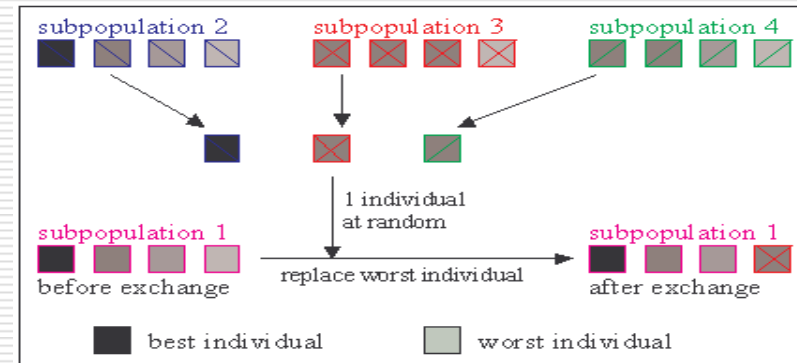 subpopulation 2
subpopulation 3
subpopulation 4
1 individual
at random
subpopulation 1
subpopulation 1
replace worst individual
before exchange
after exchange
best individual
worst individual